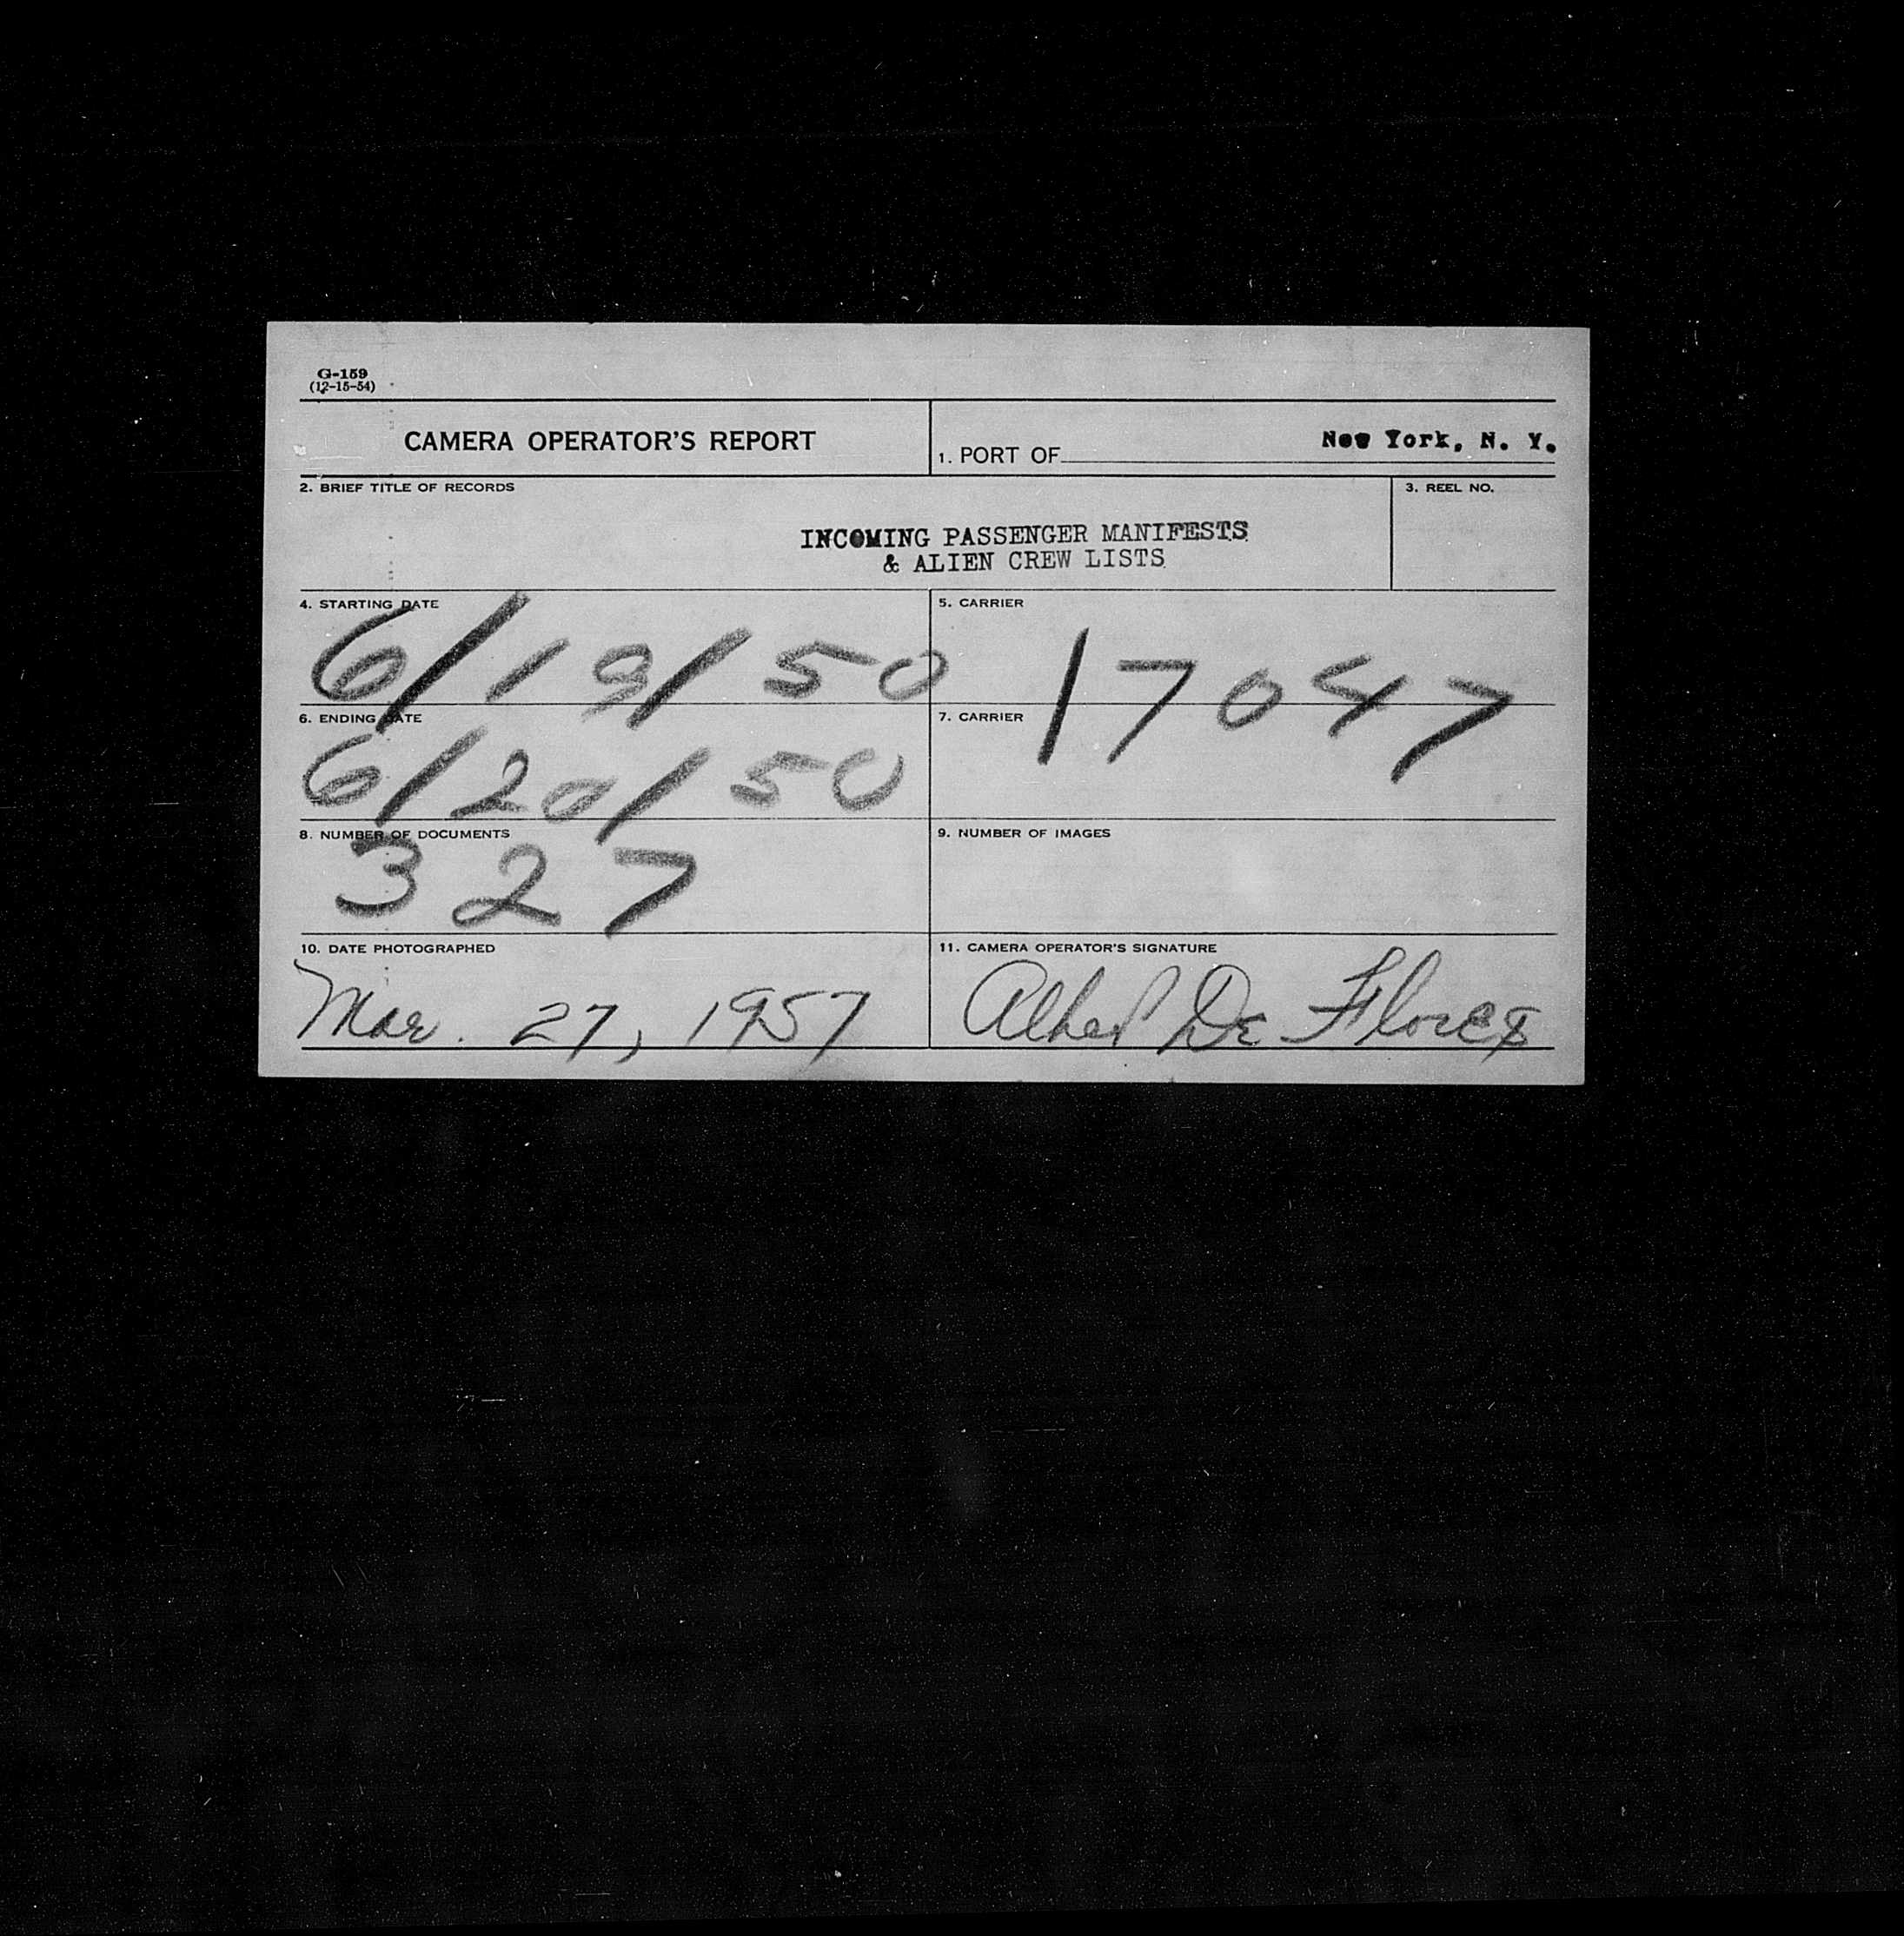 G-159
(12-15-54)
CAMERA OPERATOR'S REPORT
1. PORT OF New York, N. Y.
2. BRIEF TITLE OF RECORDS
3. REEL NO.
INCOMING PASSENGER MANIFESTS
& ALIEN CREW LISTS
4. STARTING DATE
6/19/50
5. CARRIER
17047
6. ENDING DATE
6/20/50
7. CARRIER
8. NUMBER OF DOCUMENTS
327
9. NUMBER OF IMAGES
10. DATE PHOTOGRAPHED
Mar. 27, 1957
11. CAMERA OPERATOR'S SIGNATURE
De Flores